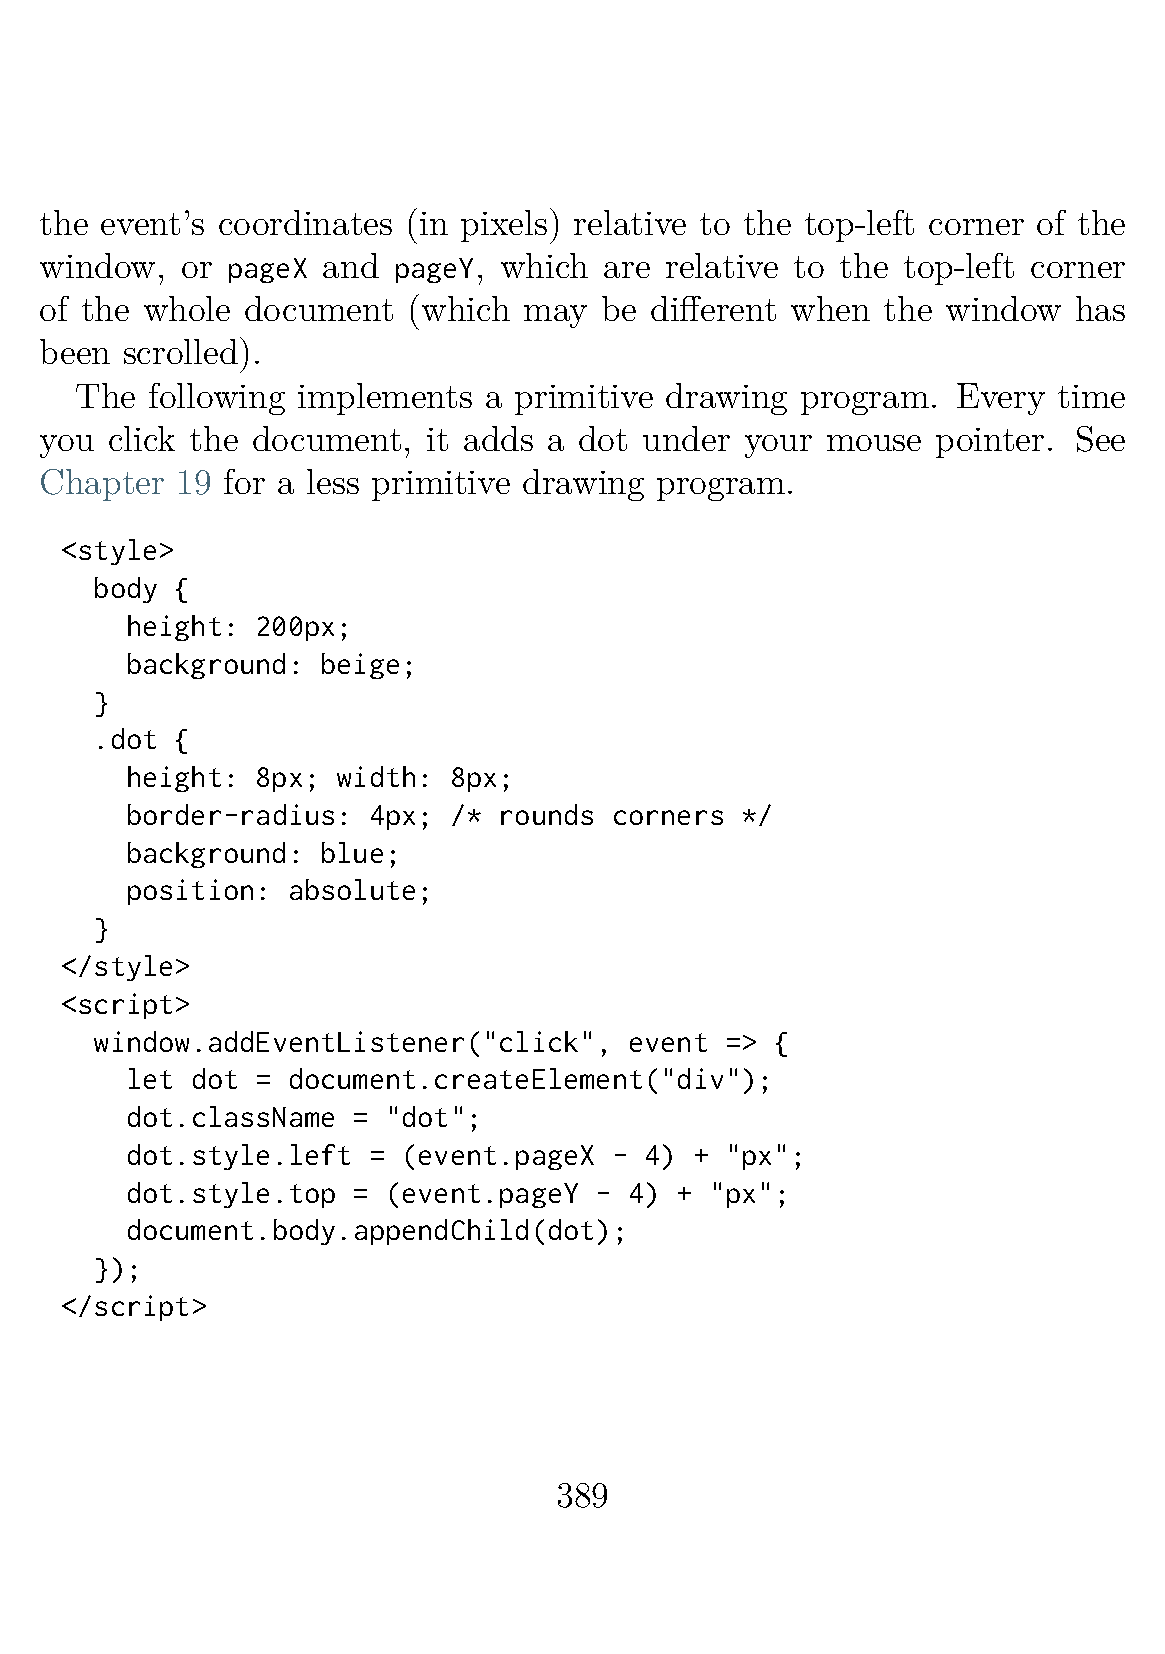 the event’s coordinates (in pixels) relative to the top-left corner of the
window, or pageX and pageY, which are relative to the top-left corner
of the whole document (which may be different when the window has
been scrolled).
The following implements a primitive drawing program. Every time
you click the document, it adds a dot under your mouse pointer. See
Chapter 19 for a less primitive drawing program.
<style>
  body {
    height: 200px;
    background: beige;
  }
  .dot {
    height: 8px; width: 8px;
    border-radius: 4px; /* rounds corners */
    background: blue;
    position: absolute;
  }
</style>
<script>
  window.addEventListener("click", event => {
    let dot = document.createElement("div");
    dot.className = "dot";
    dot.style.left = (event.pageX - 4) + "px";
    dot.style.top = (event.pageY - 4) + "px";
    document.body.appendChild(dot);
  });
</script>
389